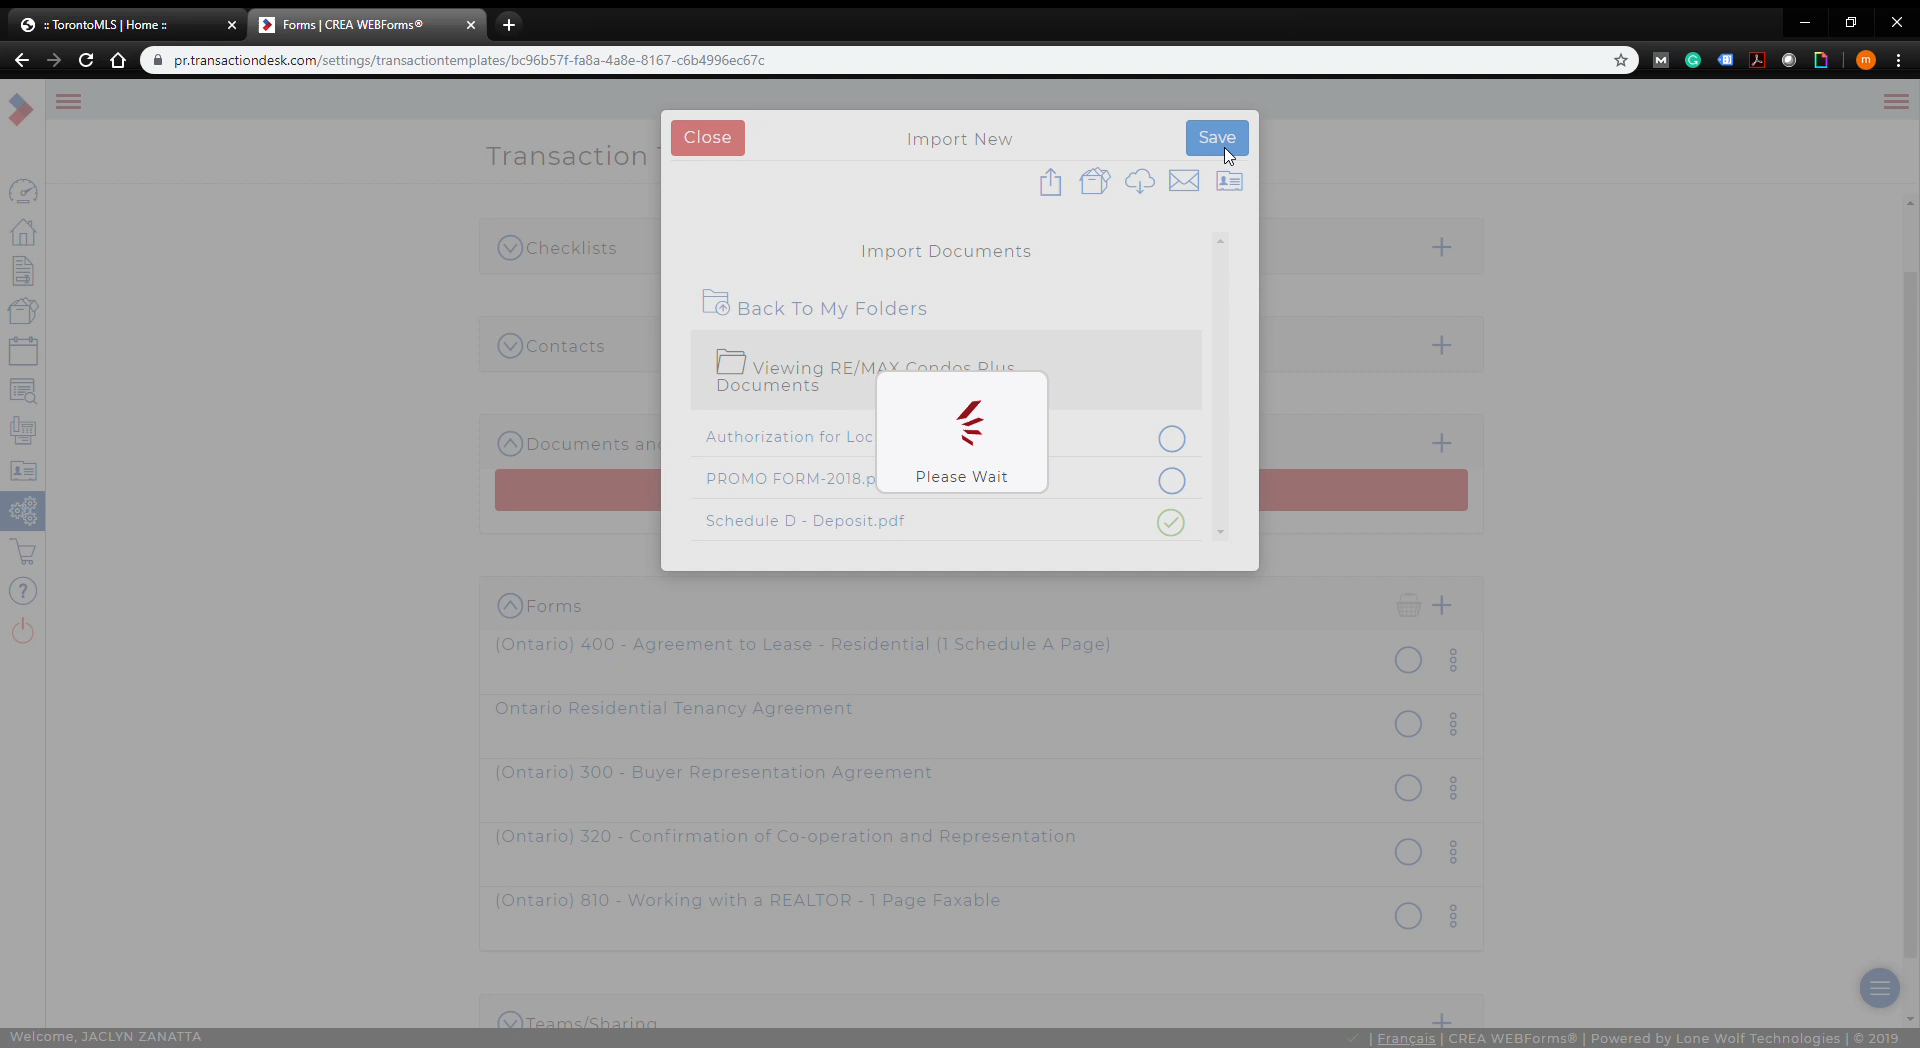 :: TorontoMLS | Home ::
Forms | CREA WEBForms®
pr.transactiondesk.com/settings/transactiontemplates/bc96b57f-fa8a-4a8e-8167-c6b4996ec67c
m
Close
Import New
Save
Transaction
Import Documents
Checklists
Back To My Folders
Contacts
Viewing RE/MAX Condos Plus
Documents
Authorization for Loc
Documents
PROMO FORM-2018.p
Please Wait
Schedule D - Deposit.pdf
Forms
(Ontario) 400 - Agreement to Lease - Residential (1 Schedule A Page)
Ontario Residential Tenancy Agreement
(Ontario) 300 - Buyer Representation Agreement
(Ontario) 320 - Confirmation of Co-operation and Representation
(Ontario) 810 - Working with a REALTOR - 1 Page Faxable
Teams/Sharing
Welcome, JACLYN ZANATTA
| Français | CREA WEBForms® | Powered by Lone Wolf Technologies | © 2019